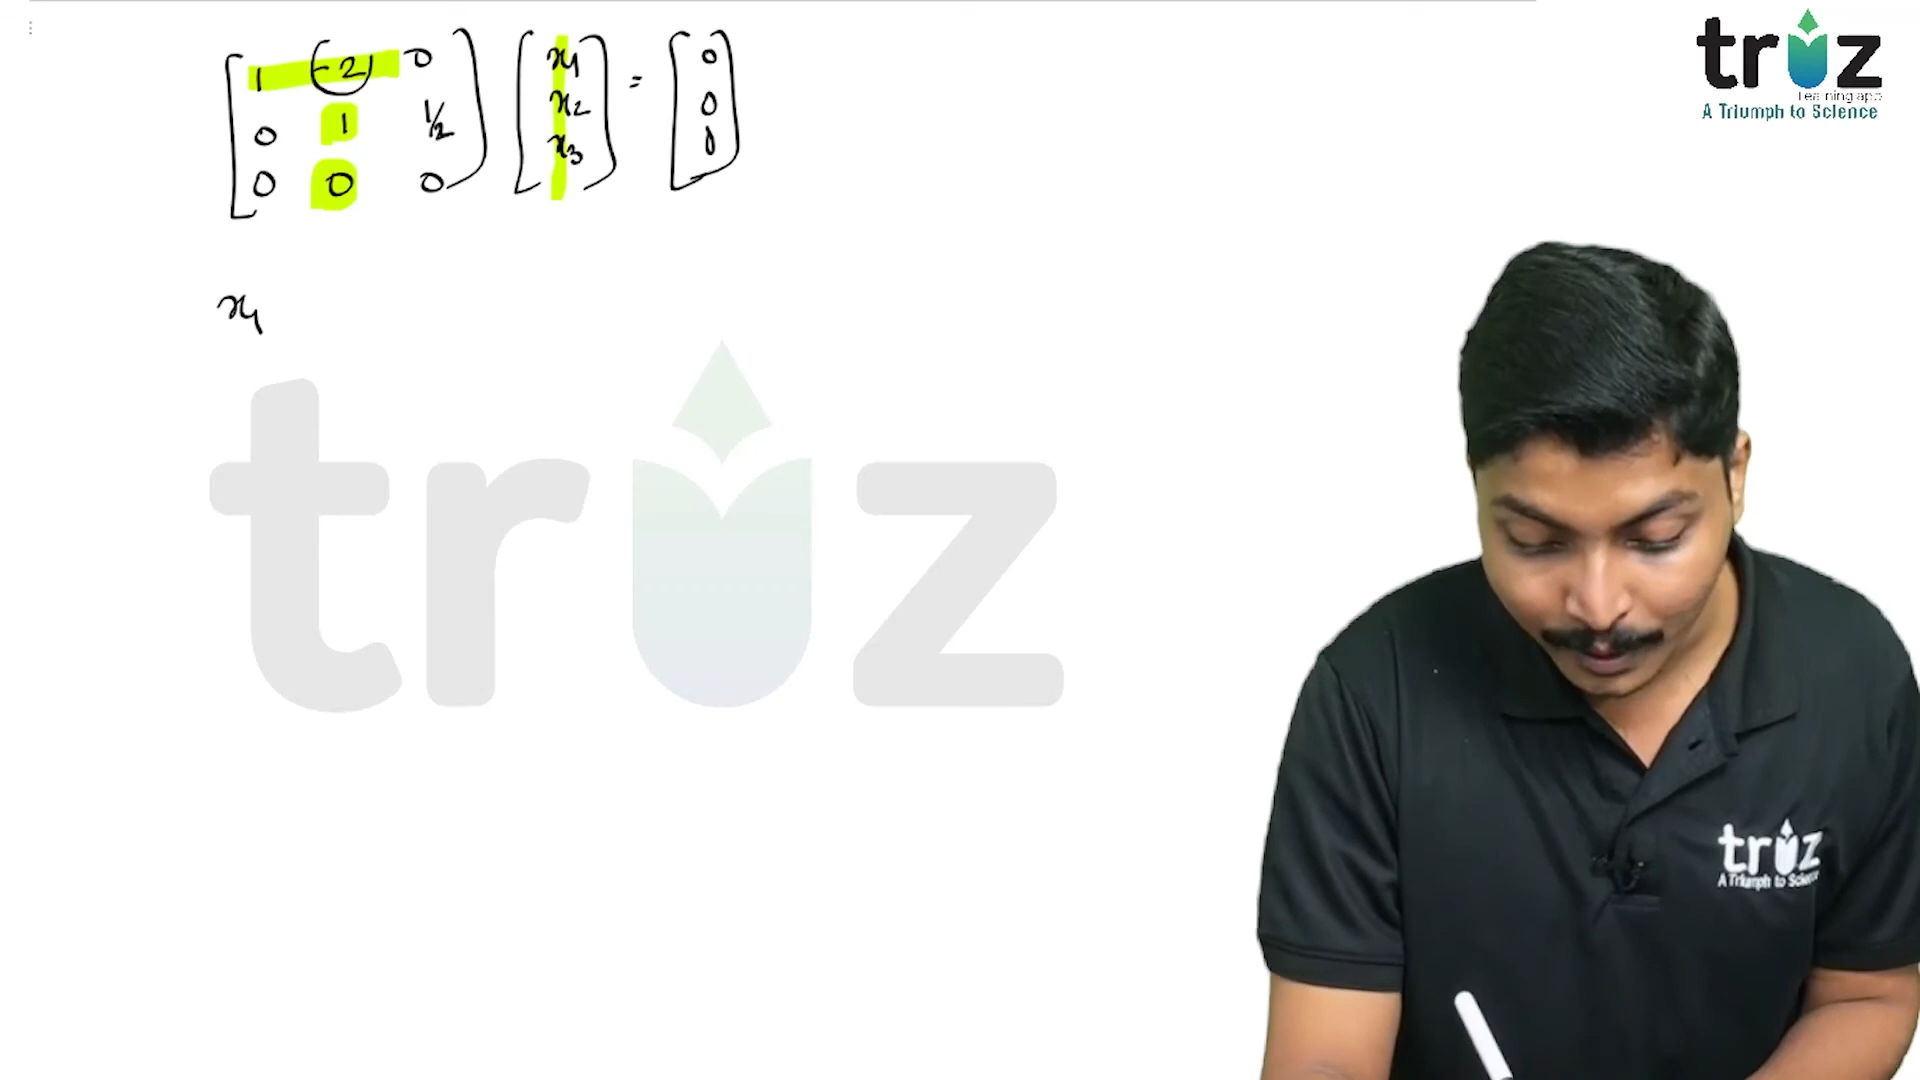 truz
Learning app
A Triumph to Science
1 (-2) 0
0 1 1/2
0 0 0
x1
x2
x3
=
0
0
0
x1
truz
truz
A Triumph to Science